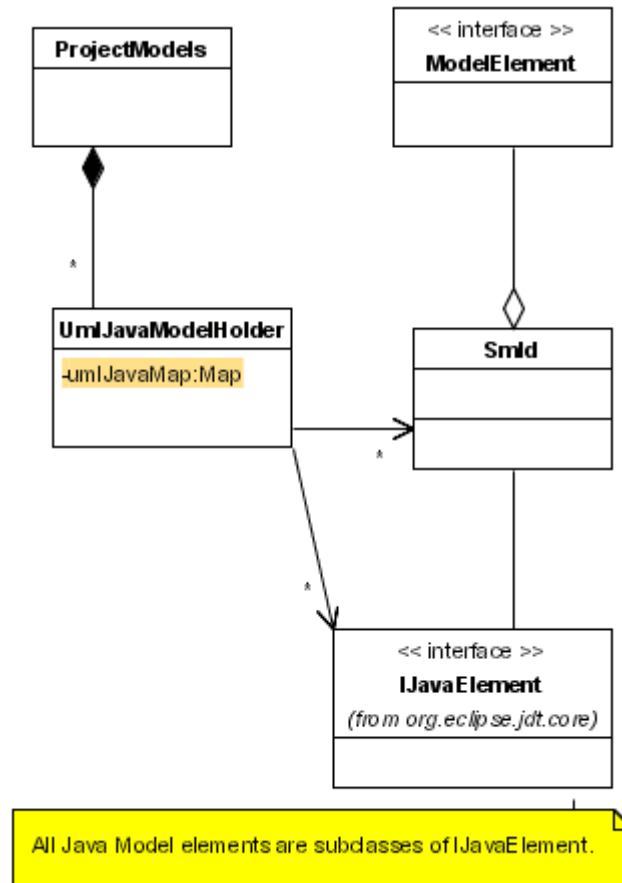 ProjectModels
<< interface >>
ModelElement
*
UmlJavaModelHolder
-umlJavaMap:Map
SmId
*
*
<< interface >>
IJavaElement
(from org.eclipse.jdt.core)
All Java Model elements are subclasses of IJavaElement.